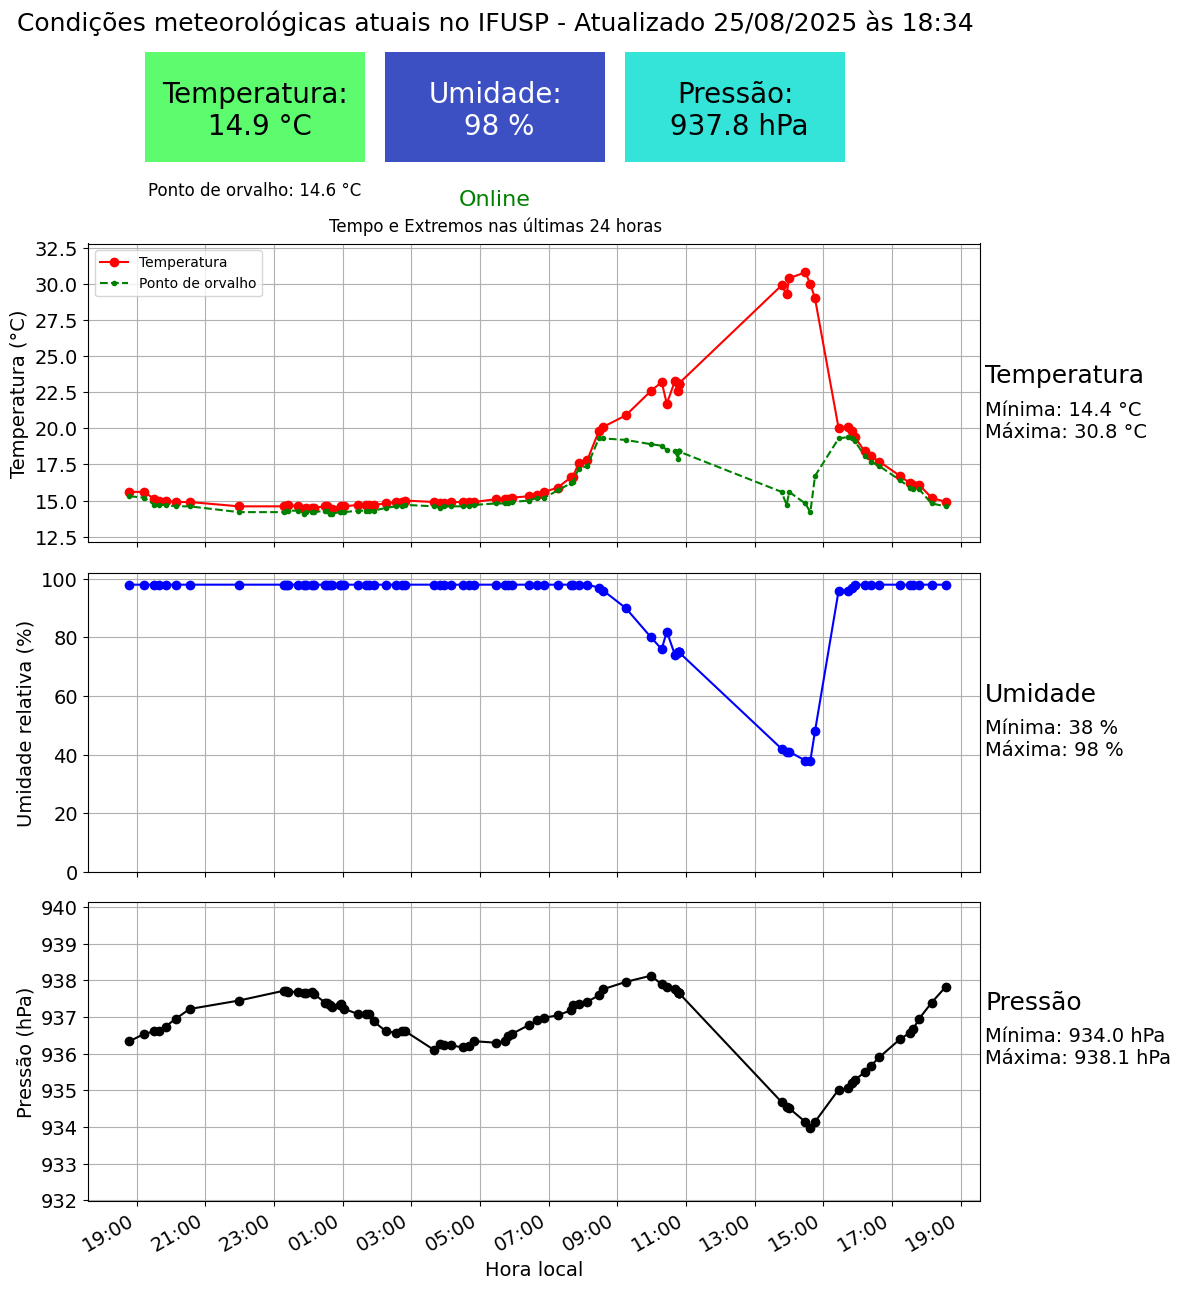 Condições meteorológicas atuais no IFUSP - Atualizado 25/08/2025 às 18:34
Temperatura:
14.9 °C
Umidade:
98 %
Pressão:
937.8 hPa
Ponto de orvalho: 14.6 °C
Online
Tempo e Extremos nas últimas 24 horas
Temperatura (°C)
32.5
30.0
27.5
25.0
22.5
20.0
17.5
15.0
12.5
Temperatura
Ponto de orvalho
Temperatura
Mínima: 14.4 °C
Máxima: 30.8 °C
Umidade relativa (%)
100
80
60
40
20
0
Umidade
Mínima: 38 %
Máxima: 98 %
Pressão (hPa)
940
939
938
937
936
935
934
933
932
Pressão
Mínima: 934.0 hPa
Máxima: 938.1 hPa
19:00
21:00
23:00
01:00
03:00
05:00
07:00
09:00
11:00
13:00
15:00
17:00
19:00
Hora local